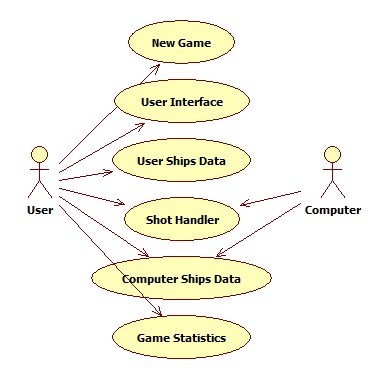 New Game
User Interface
User Ships Data
User
Shot Handler
Computer
Computer Ships Data
Game Statistics